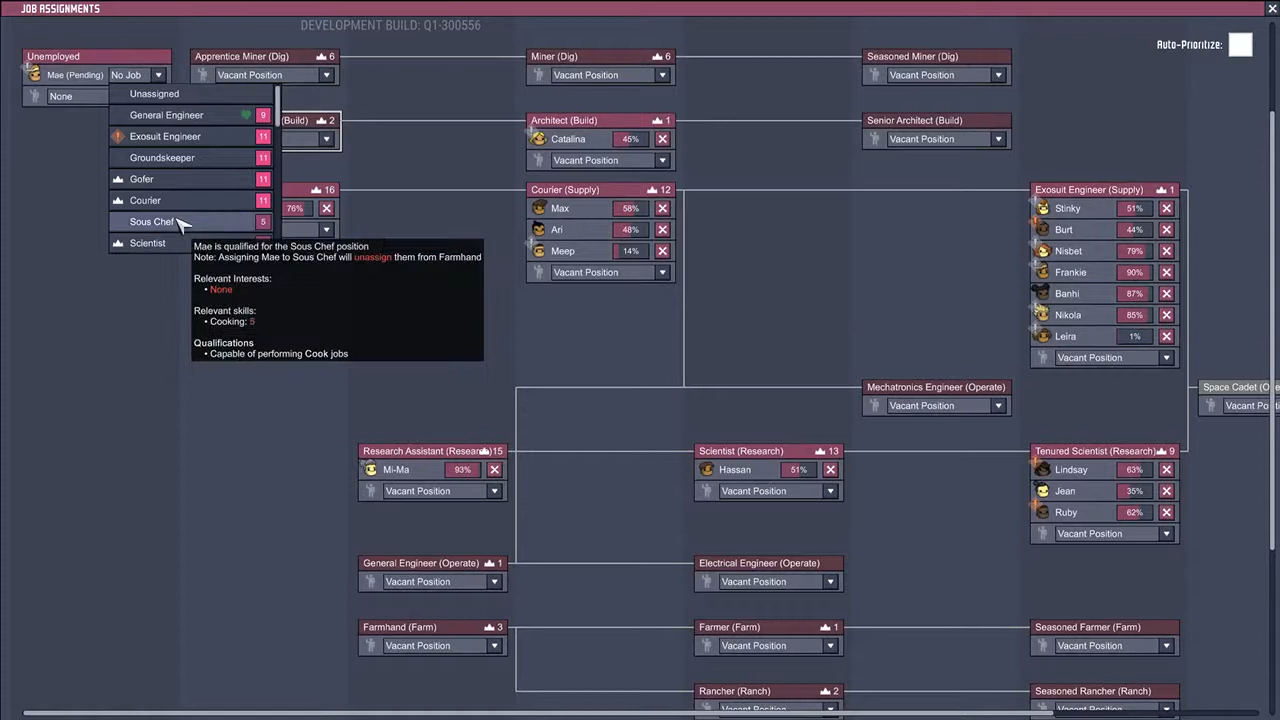 JOB ASSIGNMENTS
DEVELOPMENT BUILD: Q1-300556
Auto-Prioritize:
Unemployed
Mae (Pending) No Job
None
Unassigned
General Engineer 9
Exosuit Engineer 11
Groundskeeper 11
Gofer 11
Courier 11
Sous Chef 5
Scientist
Mae is qualified for the Sous Chef position
Note: Assigning Mae to Sous Chef will unassign them from Farmhand
Relevant Interests:
• None
Relevant skills:
• Cooking: 5
Qualifications
• Capable of performing Cook jobs
Apprentice Miner (Dig) 6
Vacant Position
(Build) 2
16
76%
Miner (Dig) 6
Vacant Position
Architect (Build) 1
Catalina 45%
Vacant Position
Courier (Supply) 12
Max 58%
Ari 48%
Meep 14%
Vacant Position
Seasoned Miner (Dig)
Vacant Position
Senior Architect (Build)
Vacant Position
Exosuit Engineer (Supply) 1
Stinky 51%
Burt 44%
Nisbet 79%
Frankie 90%
Banhi 87%
Nikola 85%
Leira 1%
Vacant Position
Mechatronics Engineer (Operate)
Vacant Position
Space Cadet (Ope
Vacant Posi
Research Assistant (Resear 15
Mi-Ma 93%
Vacant Position
Scientist (Research) 13
Hassan 51%
Vacant Position
Tenured Scientist (Research) 9
Lindsay 63%
Jean 35%
Ruby 62%
Vacant Position
General Engineer (Operate) 1
Vacant Position
Electrical Engineer (Operate)
Vacant Position
Farmhand (Farm) 3
Vacant Position
Farmer (Farm) 1
Vacant Position
Seasoned Farmer (Farm)
Vacant Position
Rancher (Ranch) 2
Vacant Position
Seasoned Rancher (Ranch)
Vacant Position